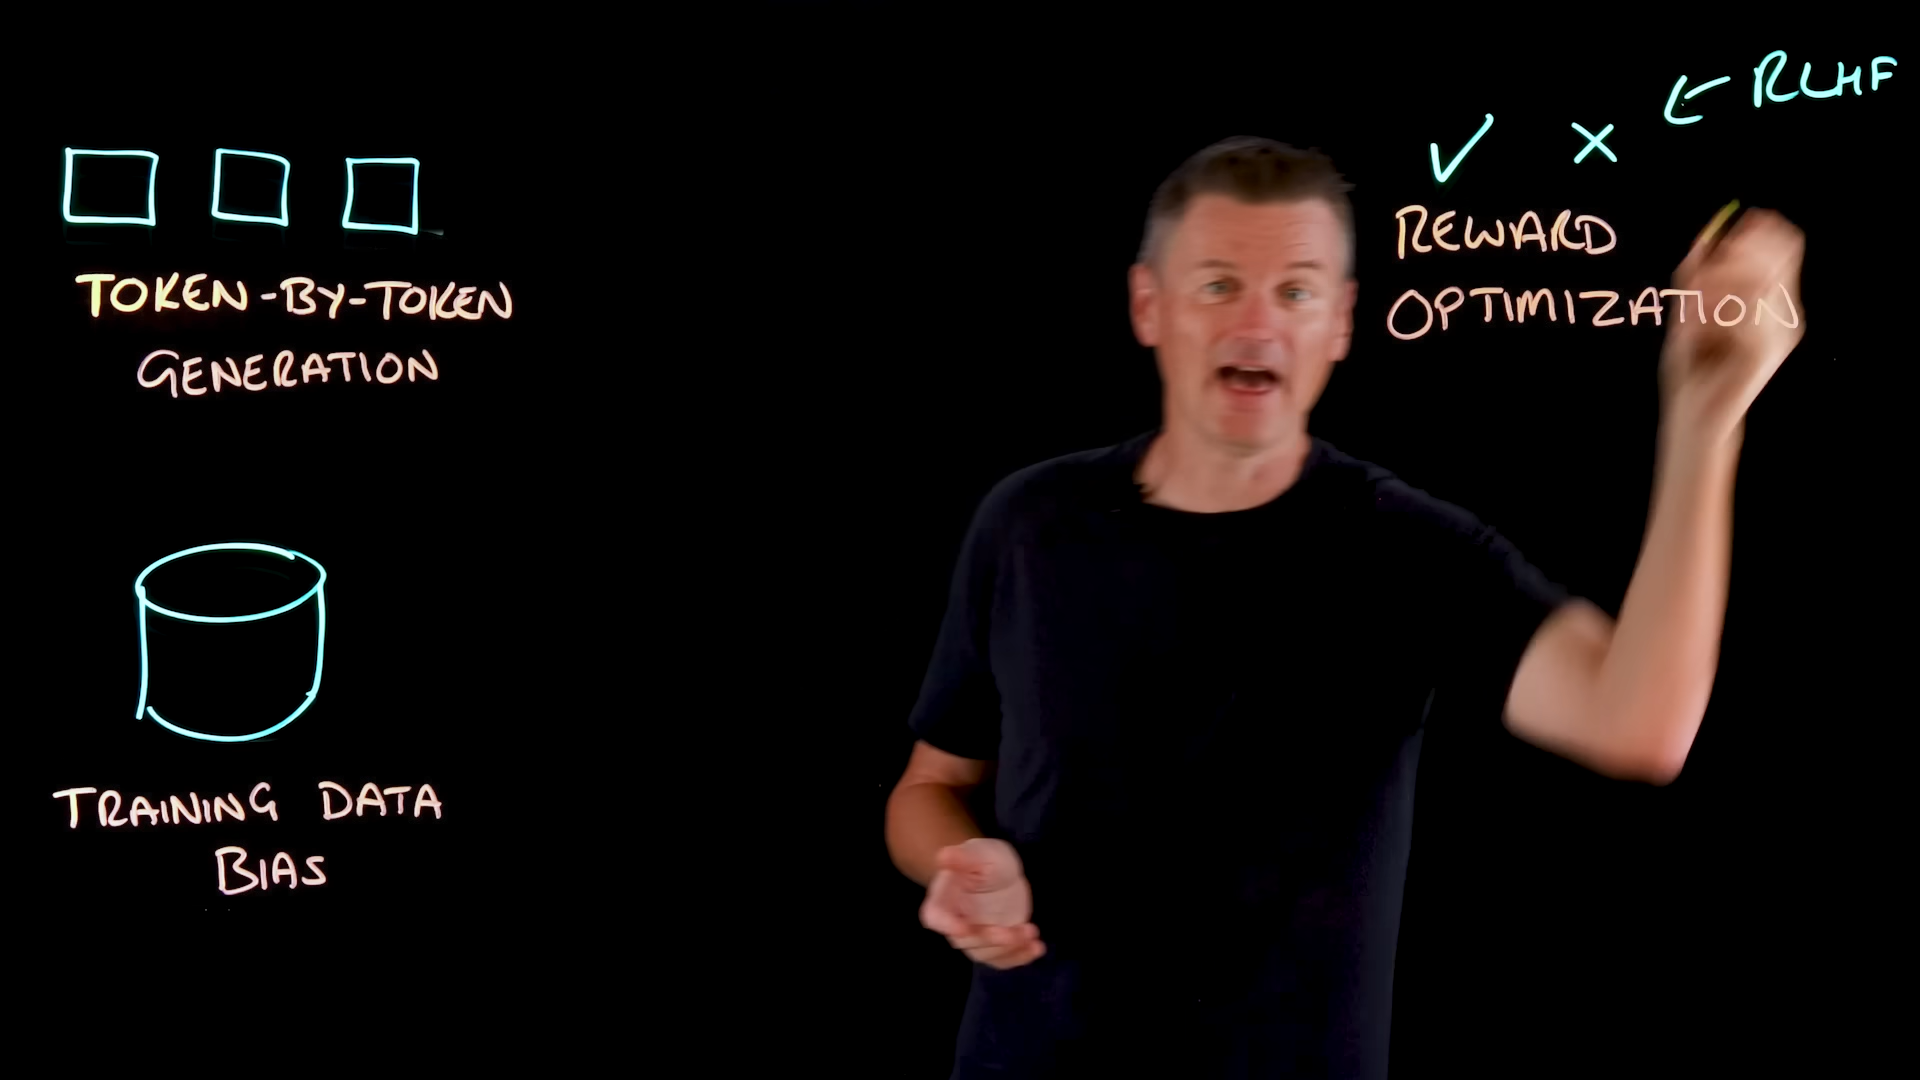 TOKEN-BY-TOKEN
GENERATION
TRAINING DATA
BIAS
← RLHF
✓ ×
REWARD
OPTIMIZATION